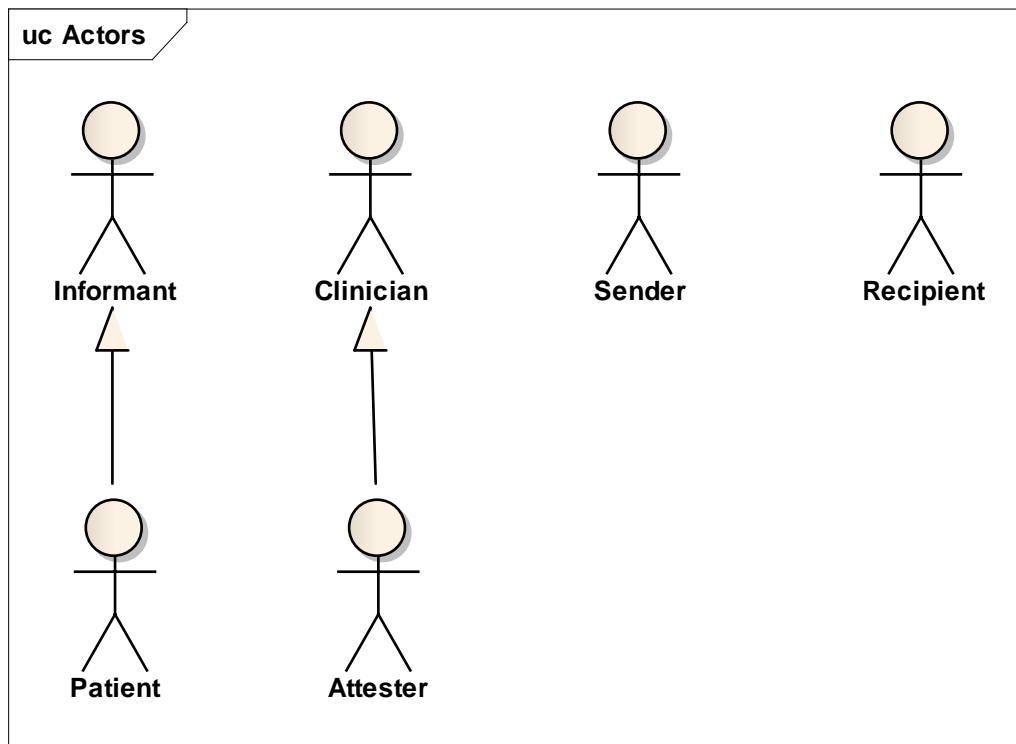 uc Actors
Informant
Clinician
Sender
Recipient
Patient
Attester